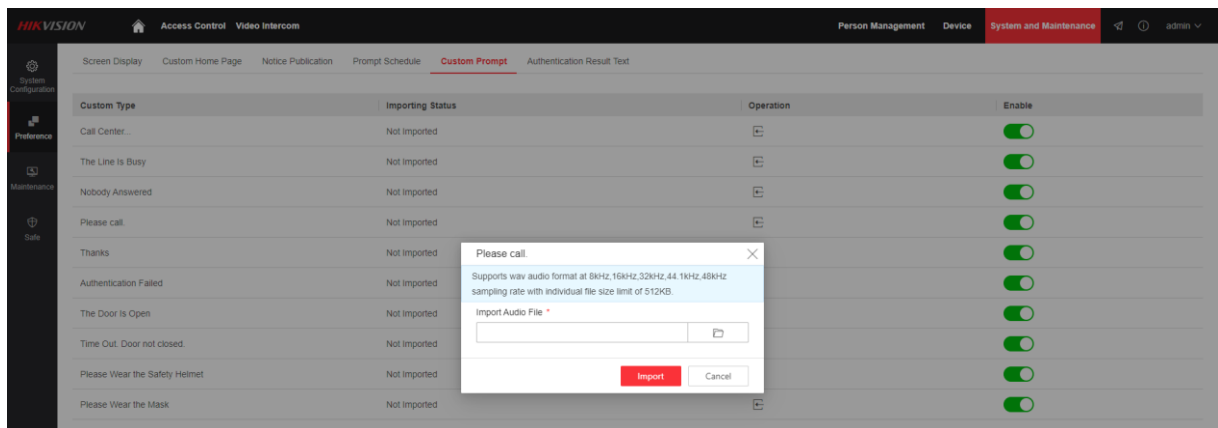 HIKVISION Access Control Video Intercom Person Management Device System and Maintenance admin
System Configuration
Preference
Maintenance
Safe
Screen Display Custom Home Page Notice Publication Prompt Schedule Custom Prompt Authentication Result Text
Custom Type Importing Status Operation Enable
Call Center... Not Imported
The Line Is Busy Not Imported
Nobody Answered Not Imported
Please call. Not Imported
Thanks Not Imported
Authentication Failed Not Imported
The Door Is Open Not Imported
Time Out. Door not closed. Not Imported
Please Wear the Safety Helmet Not Imported
Please Wear the Mask Not Imported
Please call.
Supports wav audio format at 8kHz,16kHz,32kHz,44.1kHz,48kHz
sampling rate with individual file size limit of 512KB.
Import Audio File *
Import Cancel